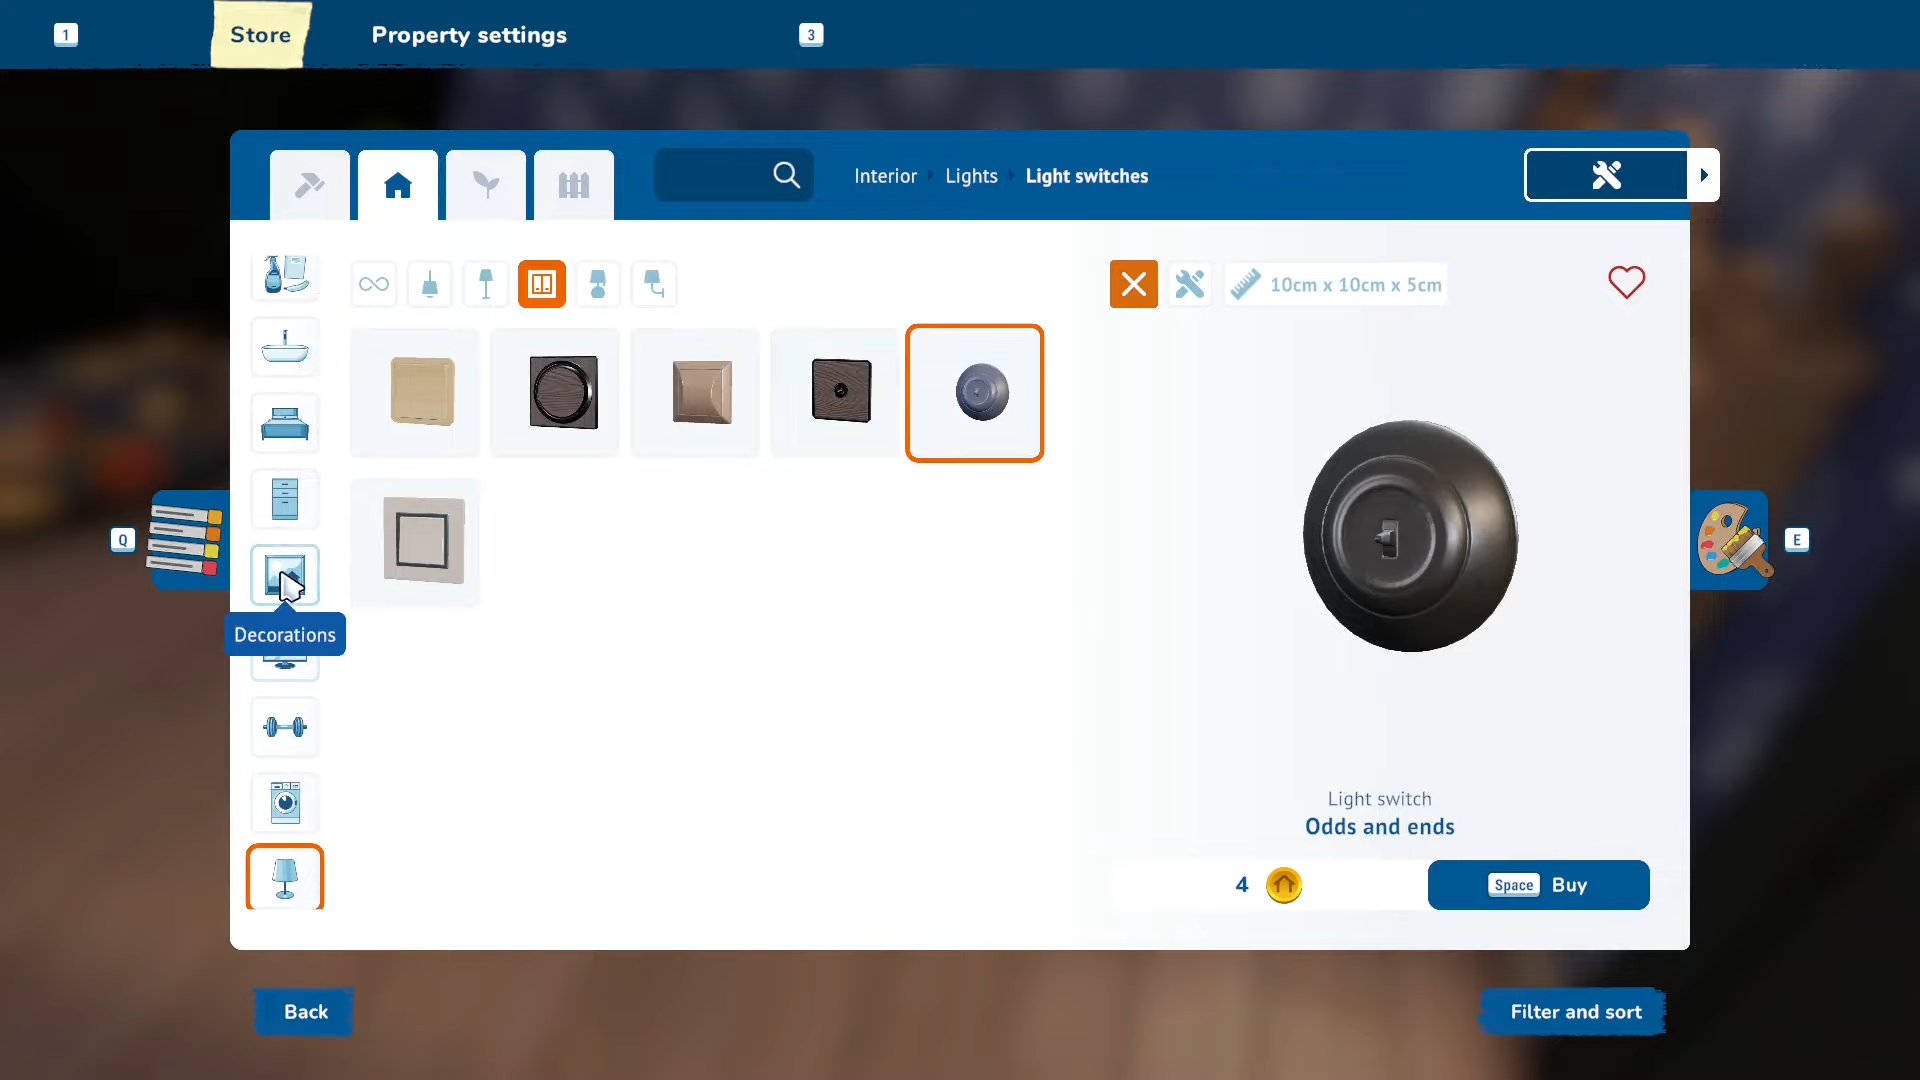 1
Store
Property settings
3
Interior
Lights
Light switches
10cm x 10cm x 5cm
Q
E
Decorations
Light switch
Odds and ends
4
Space
Buy
Back
Filter and sort